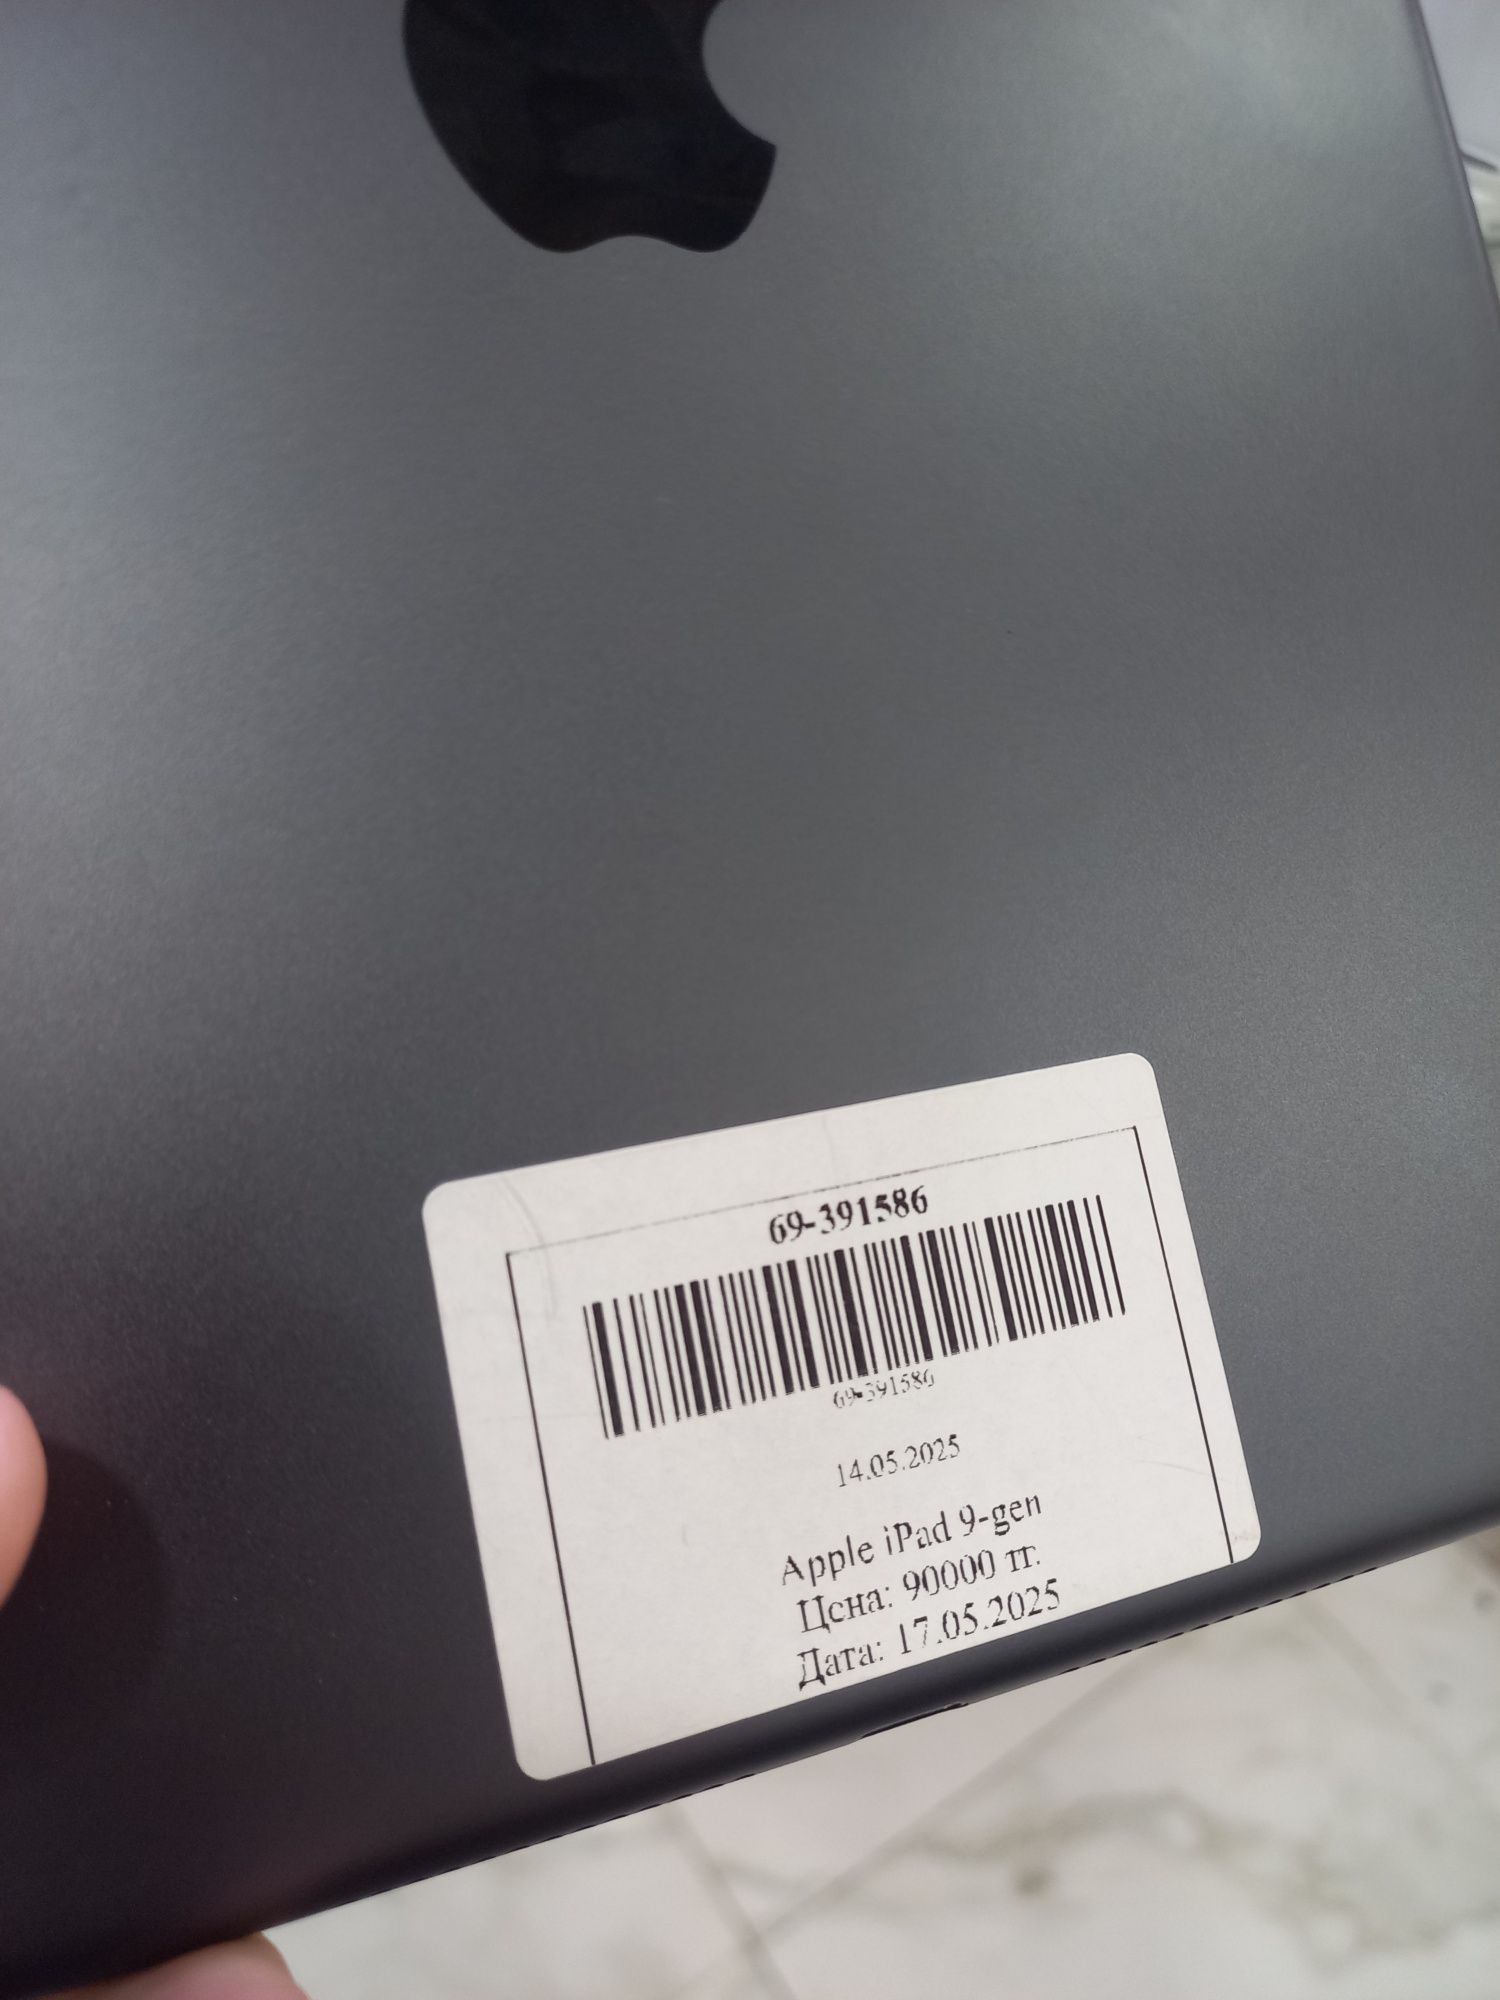 69-391586
69-391586
14.05.2025
Apple iPad 9-gen
Цена: 90000 тг.
Дата: 17.05.2025